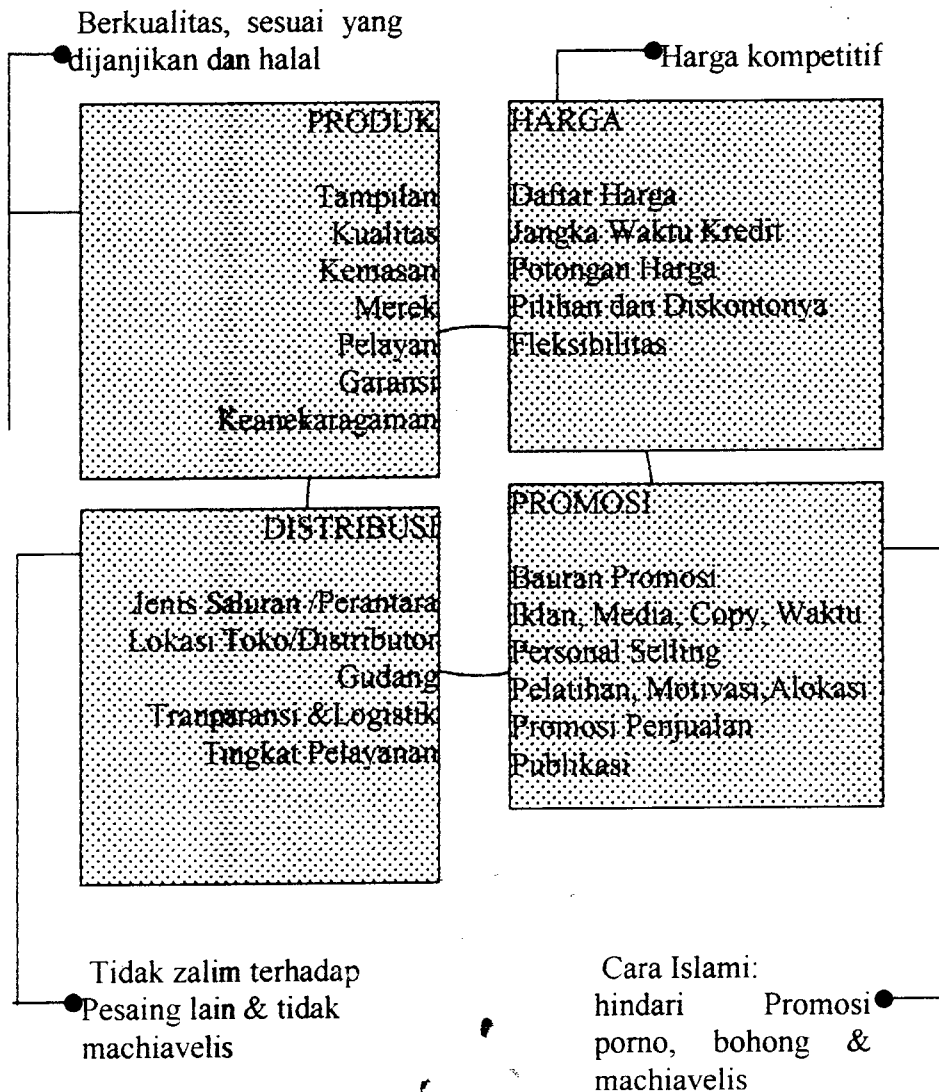 Berkualitas, sesuai yang
dijanjikan dan halal
Harga kompetitif
PRODUK
Tampilan
Kualitas
Kemasan
Merek
Pelayan
Garansi
Keanekaragaman
HARGA
Daftar Harga
Jangka Waktu Kredit
Potongan Harga
Pilihan dan Diskontonya
Fleksibilitas
DISTRIBUSI
Jenis Saluran /Perantara
Lokasi Toko/Distributor
Gudang
Tranparansi &Logistik
Tingkat Pelayanan
PROMOSI
Bauran Promosi
Iklan, Media, Copy, Waktu
Personal Selling
Pelatihan, Motivasi,Alokasi
Promosi Penjualan
Publikasi
Tidak zalim terhadap
Pesaing lain & tidak
machiavelis
Cara Islami:
hindari Promosi
porno, bohong &
machiavelis